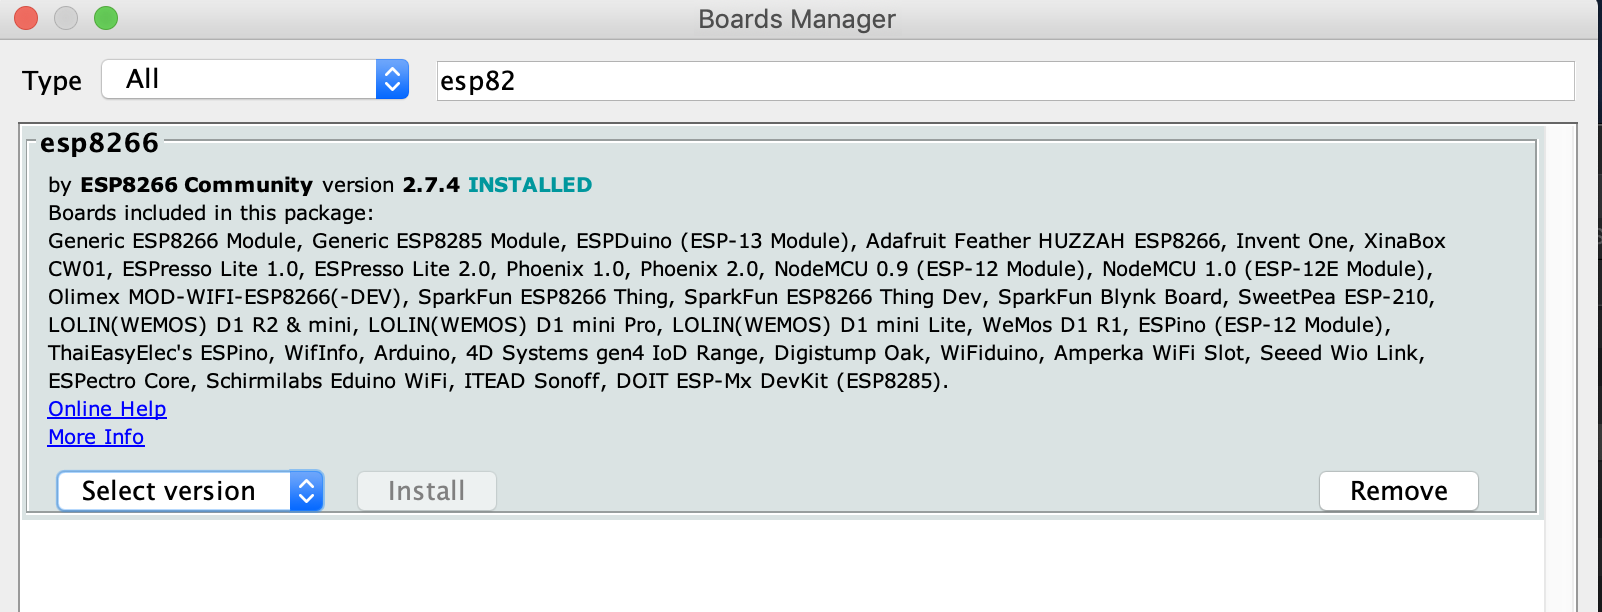 Boards Manager
Type All esp82
esp8266
by ESP8266 Community version 2.7.4 INSTALLED
Boards included in this package:
Generic ESP8266 Module, Generic ESP8285 Module, ESPDuino (ESP-13 Module), Adafruit Feather HUZZAH ESP8266, Invent One, XinaBox
CW01, ESPresso Lite 1.0, ESPresso Lite 2.0, Phoenix 1.0, Phoenix 2.0, NodeMCU 0.9 (ESP-12 Module), NodeMCU 1.0 (ESP-12E Module),
Olimex MOD-WIFI-ESP8266(-DEV), SparkFun ESP8266 Thing, SparkFun ESP8266 Thing Dev, SparkFun Blynk Board, SweetPea ESP-210,
LOLIN(WEMOS) D1 R2 & mini, LOLIN(WEMOS) D1 mini Pro, LOLIN(WEMOS) D1 mini Lite, WeMos D1 R1, ESPino (ESP-12 Module),
ThaiEasyElec's ESPino, WifInfo, Arduino, 4D Systems gen4 IoD Range, Digistump Oak, WiFiduino, Amperka WiFi Slot, Seeed Wio Link,
ESPectro Core, Schirmilabs Eduino WiFi, ITEAD Sonoff, DOIT ESP-Mx DevKit (ESP8285).
Online Help
More Info
Select version Install Remove